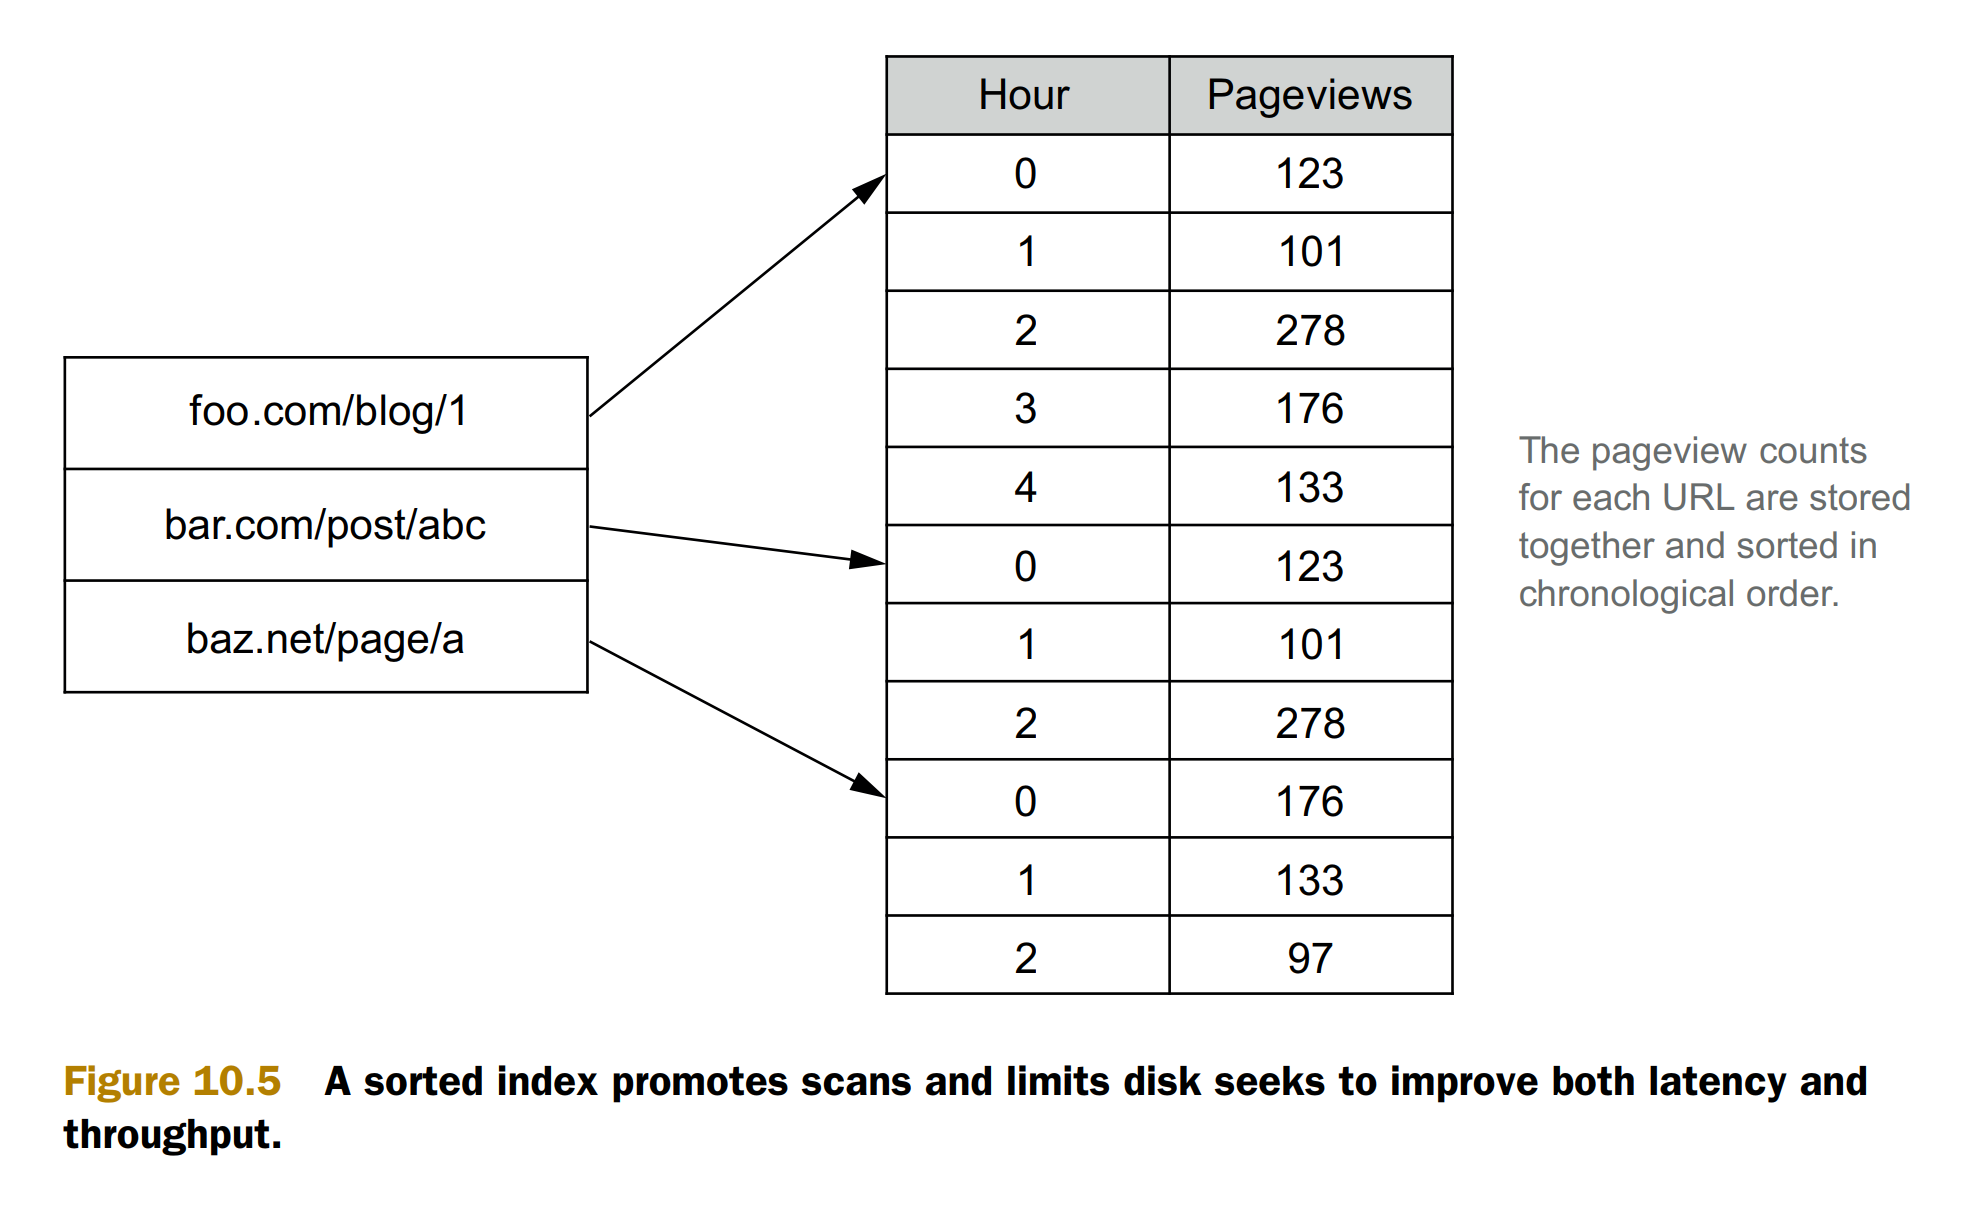 foo.com/blog/1
bar.com/post/abc
baz.net/page/a
Hour Pageviews
0 123
1 101
2 278
3 176
4 133
0 123
1 101
2 278
0 176
1 133
2 97
The pageview counts
for each URL are stored
together and sorted in
chronological order.
Figure 10.5 A sorted index promotes scans and limits disk seeks to improve both latency and
throughput.